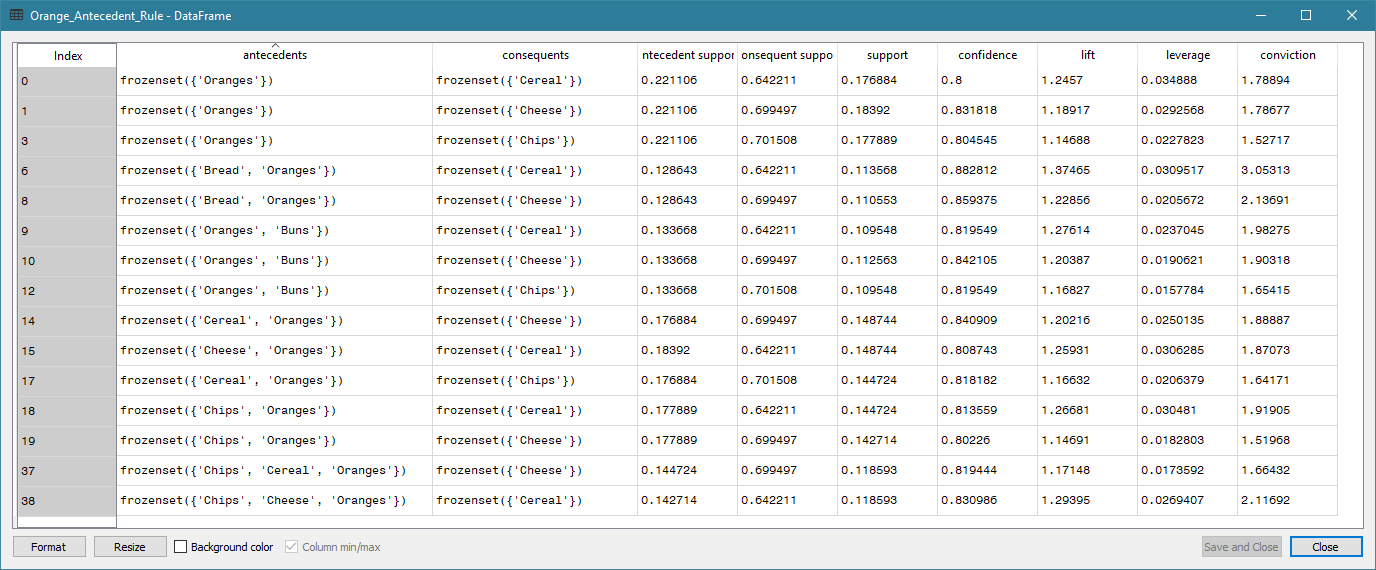 Orange_Antecedent_Rule - DataFrame
Index antecedents consequents ntecedent suppor onsequent suppo support confidence lift leverage conviction
0 frozenset({'Oranges'}) frozenset({'Cereal'}) 0.221106 0.642211 0.176884 0.8 1.2457 0.034888 1.78894
1 frozenset({'Oranges'}) frozenset({'Cheese'}) 0.221106 0.699497 0.18392 0.831818 1.18917 0.0292568 1.78677
3 frozenset({'Oranges'}) frozenset({'Chips'}) 0.221106 0.701508 0.177889 0.804545 1.14688 0.0227823 1.52717
6 frozenset({'Bread', 'Oranges'}) frozenset({'Cereal'}) 0.128643 0.642211 0.113568 0.882812 1.37465 0.0309517 3.05313
8 frozenset({'Bread', 'Oranges'}) frozenset({'Cheese'}) 0.128643 0.699497 0.110553 0.859375 1.22856 0.0205672 2.13691
9 frozenset({'Oranges', 'Buns'}) frozenset({'Cereal'}) 0.133668 0.642211 0.109548 0.819549 1.27614 0.0237045 1.98275
10 frozenset({'Oranges', 'Buns'}) frozenset({'Cheese'}) 0.133668 0.699497 0.112563 0.842105 1.20387 0.0190621 1.90318
12 frozenset({'Oranges', 'Buns'}) frozenset({'Chips'}) 0.133668 0.701508 0.109548 0.819549 1.16827 0.0157784 1.65415
14 frozenset({'Cereal', 'Oranges'}) frozenset({'Cheese'}) 0.176884 0.699497 0.148744 0.840909 1.20216 0.0250135 1.88887
15 frozenset({'Cheese', 'Oranges'}) frozenset({'Cereal'}) 0.18392 0.642211 0.148744 0.808743 1.25931 0.0306285 1.87073
17 frozenset({'Cereal', 'Oranges'}) frozenset({'Chips'}) 0.176884 0.701508 0.144724 0.818182 1.16632 0.0206379 1.64171
18 frozenset({'Chips', 'Oranges'}) frozenset({'Cereal'}) 0.177889 0.642211 0.144724 0.813559 1.26681 0.030481 1.91905
19 frozenset({'Chips', 'Oranges'}) frozenset({'Cheese'}) 0.177889 0.699497 0.142714 0.80226 1.14691 0.0182803 1.51968
37 frozenset({'Chips', 'Cereal', 'Oranges'}) frozenset({'Cheese'}) 0.144724 0.699497 0.118593 0.819444 1.17148 0.0173592 1.66432
38 frozenset({'Chips', 'Cheese', 'Oranges'}) frozenset({'Cereal'}) 0.142714 0.642211 0.118593 0.830986 1.29395 0.0269407 2.11692
Format Resize Background color Column min/max Save and Close Close